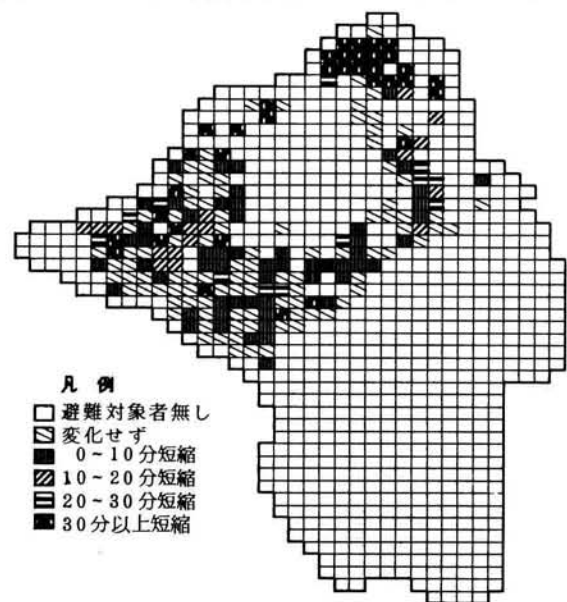 凡 例
避難対象者無し
変化せず
0~10分短縮
10~20分短縮
20~30分短縮
30分以上短縮